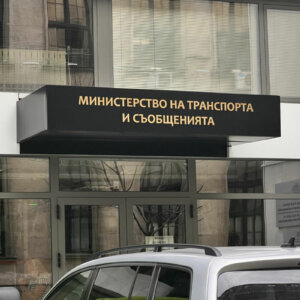 МИНИСТЕРСТВО НА ТРАНСПОРТА
И СЪОБЩЕНИЯТА